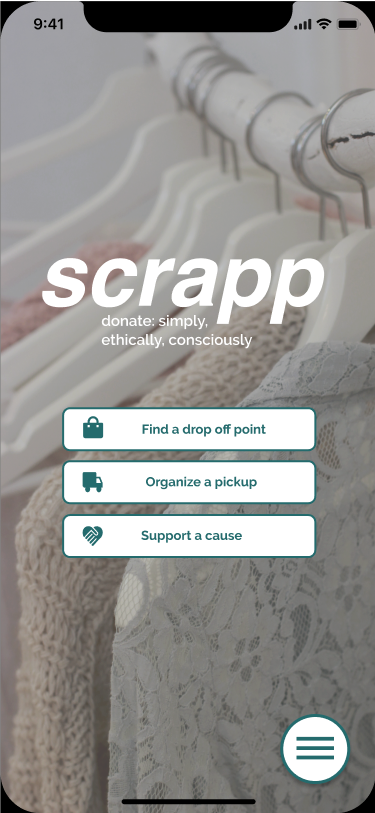 9:41
scrapp
donate: simply,
ethically, consciously
Find a drop off point
Organize a pickup
Support a cause